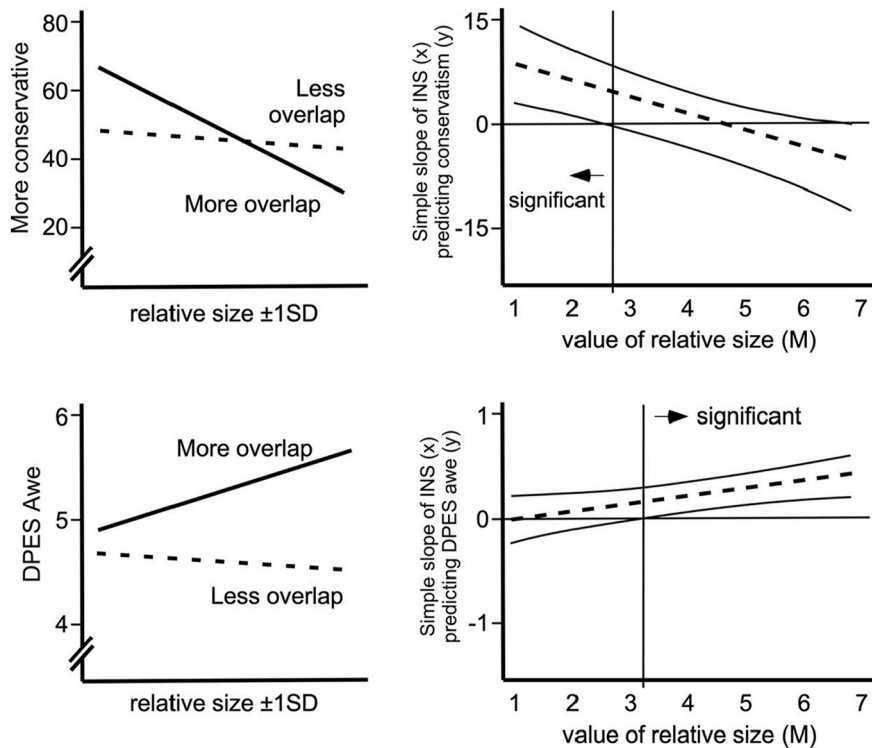 80
60
40
20
More conservative
Less
overlap
More overlap
relative size ±1SD
15
0
-15
Simple slope of INS (x)
predicting conservatism (y)
significant
1 2 3 4 5 6 7
value of relative size (M)
6
5
4
DPES Awe
More overlap
Less overlap
relative size ±1SD
1
0
-1
Simple slope of INS (x)
predicting DPES awe (y)
significant
1 2 3 4 5 6 7
value of relative size (M)